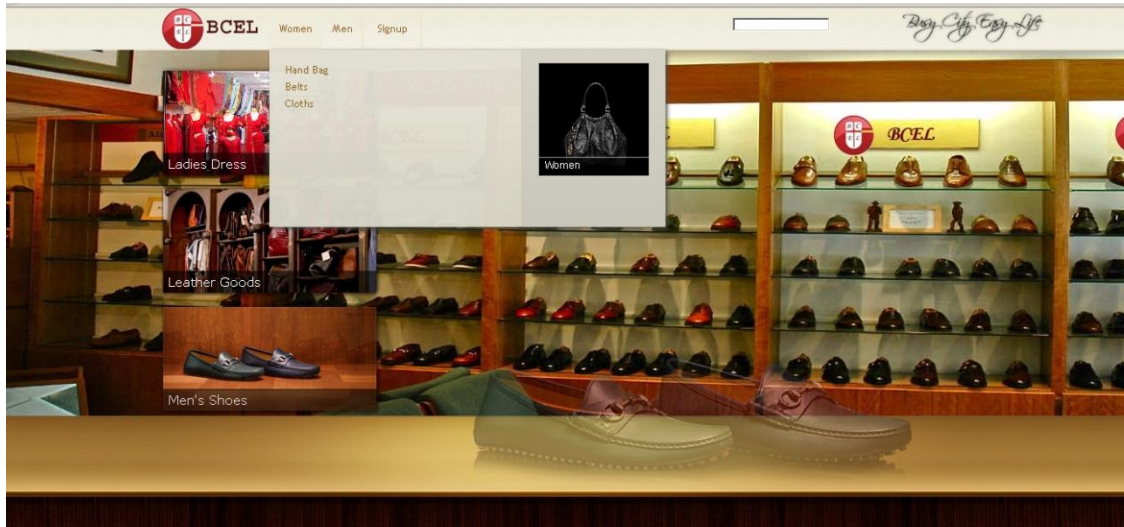 BCEL
Women Men Signup
Busy City, Easy Life
Hand Bag
Belts
Cloths
Women
Ladies Dress
Leather Goods
Men's Shoes
BCEL